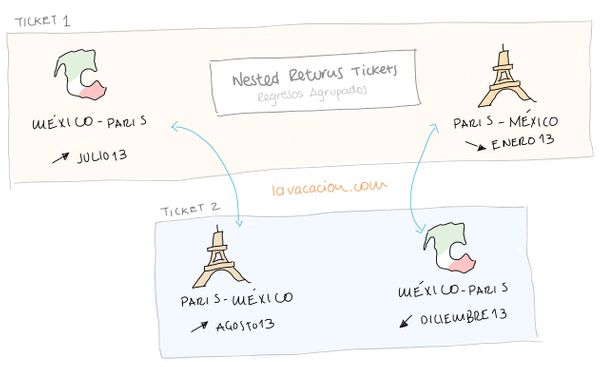 TICKET 1
Nested Returns Tickets
Regresos Agrupados
MÉXICO - PARIS
JULIO 13
PARIS - MÉXICO
ENERO 13
lavacacion.com
TICKET 2
PARIS - MÉXICO
AGOSTO 13
MÉXICO - PARIS
DICIEMBRE 13